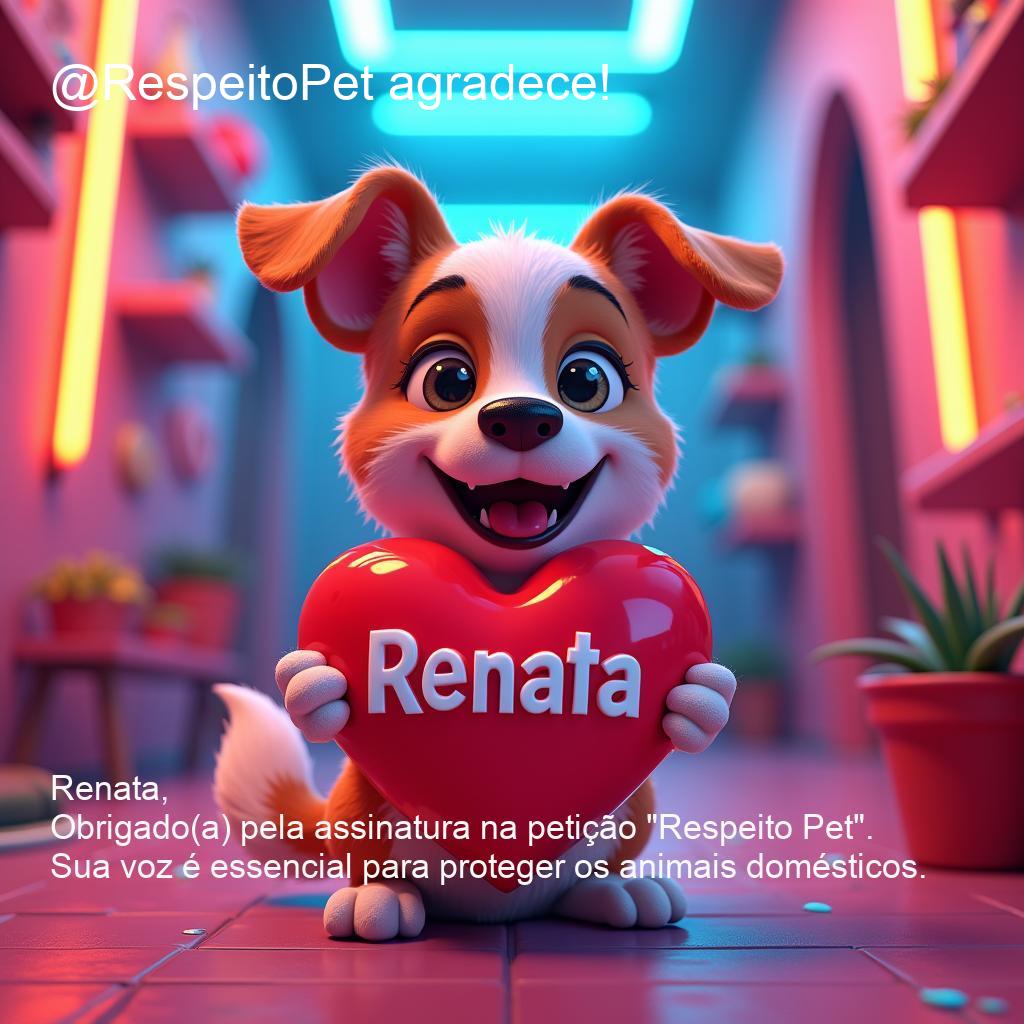 @RespeitoPet agradece!
Renata
Renata,
Obrigado(a) pela assinatura na petição "Respeito Pet".
Sua voz é essencial para proteger os animais domésticos.